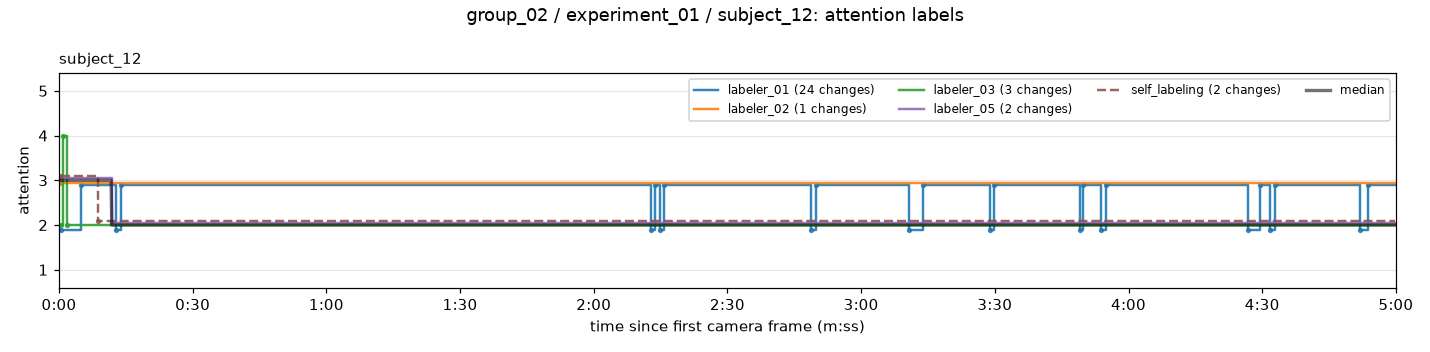 group_02 / experiment_01 / subject_12: attention labels
subject_12
labeler_01 (24 changes)
labeler_02 (1 changes)
labeler_03 (3 changes)
labeler_05 (2 changes)
self_labeling (2 changes)
median
attention
5
4
3
2
1
0:00 0:30 1:00 1:30 2:00 2:30 3:00 3:30 4:00 4:30 5:00
time since first camera frame (m:ss)